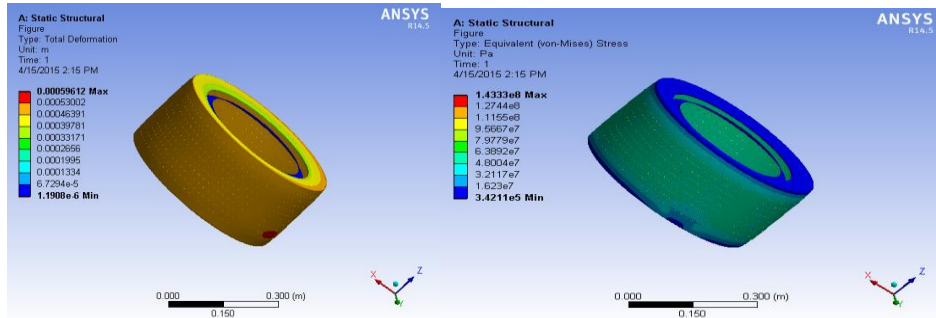 A: Static Structural
Figure
Type: Total Deformation
Unit: m
Time: 1
4/15/2015 2:15 PM
ANSYS
R14.5
0.00059612 Max
0.00053002
0.00046391
0.00039781
0.00033171
0.0002656
0.0001995
0.0001334
6.7294e-5
1.1908e-6 Min
X
Z
Y
0.000
0.300 (m)
0.150
A: Static Structural
Figure
Type: Equivalent (von-Mises) Stress
Unit: Pa
Time: 1
4/15/2015 2:15 PM
ANSYS
R14.5
1.4333e8 Max
1.2744e8
1.1155e8
9.5667e7
7.9779e7
6.3892e7
4.8004e7
3.2117e7
1.623e7
3.4211e5 Min
X
Z
Y
0.000
0.300 (m)
0.150